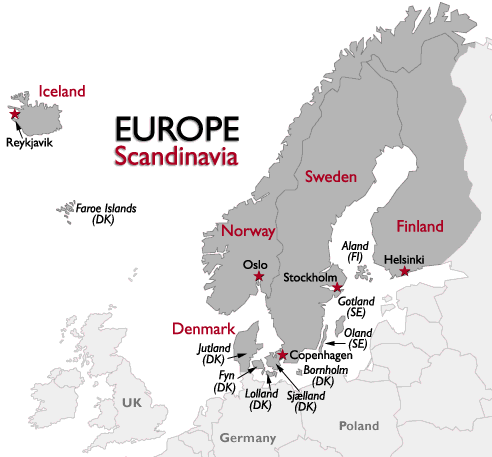 Iceland
Reykjavik
EUROPE
Scandinavia
Sweden
Faroe Islands
(DK)
Norway
Finland
Aland
(FI)
Oslo
Helsinki
Stockholm
Gotland
(SE)
Denmark
Oland
(SE)
Jutland
(DK)
Copenhagen
Fyn
(DK)
Bornholm
(DK)
Lolland
(DK)
Sjælland
(DK)
UK
Germany
Poland